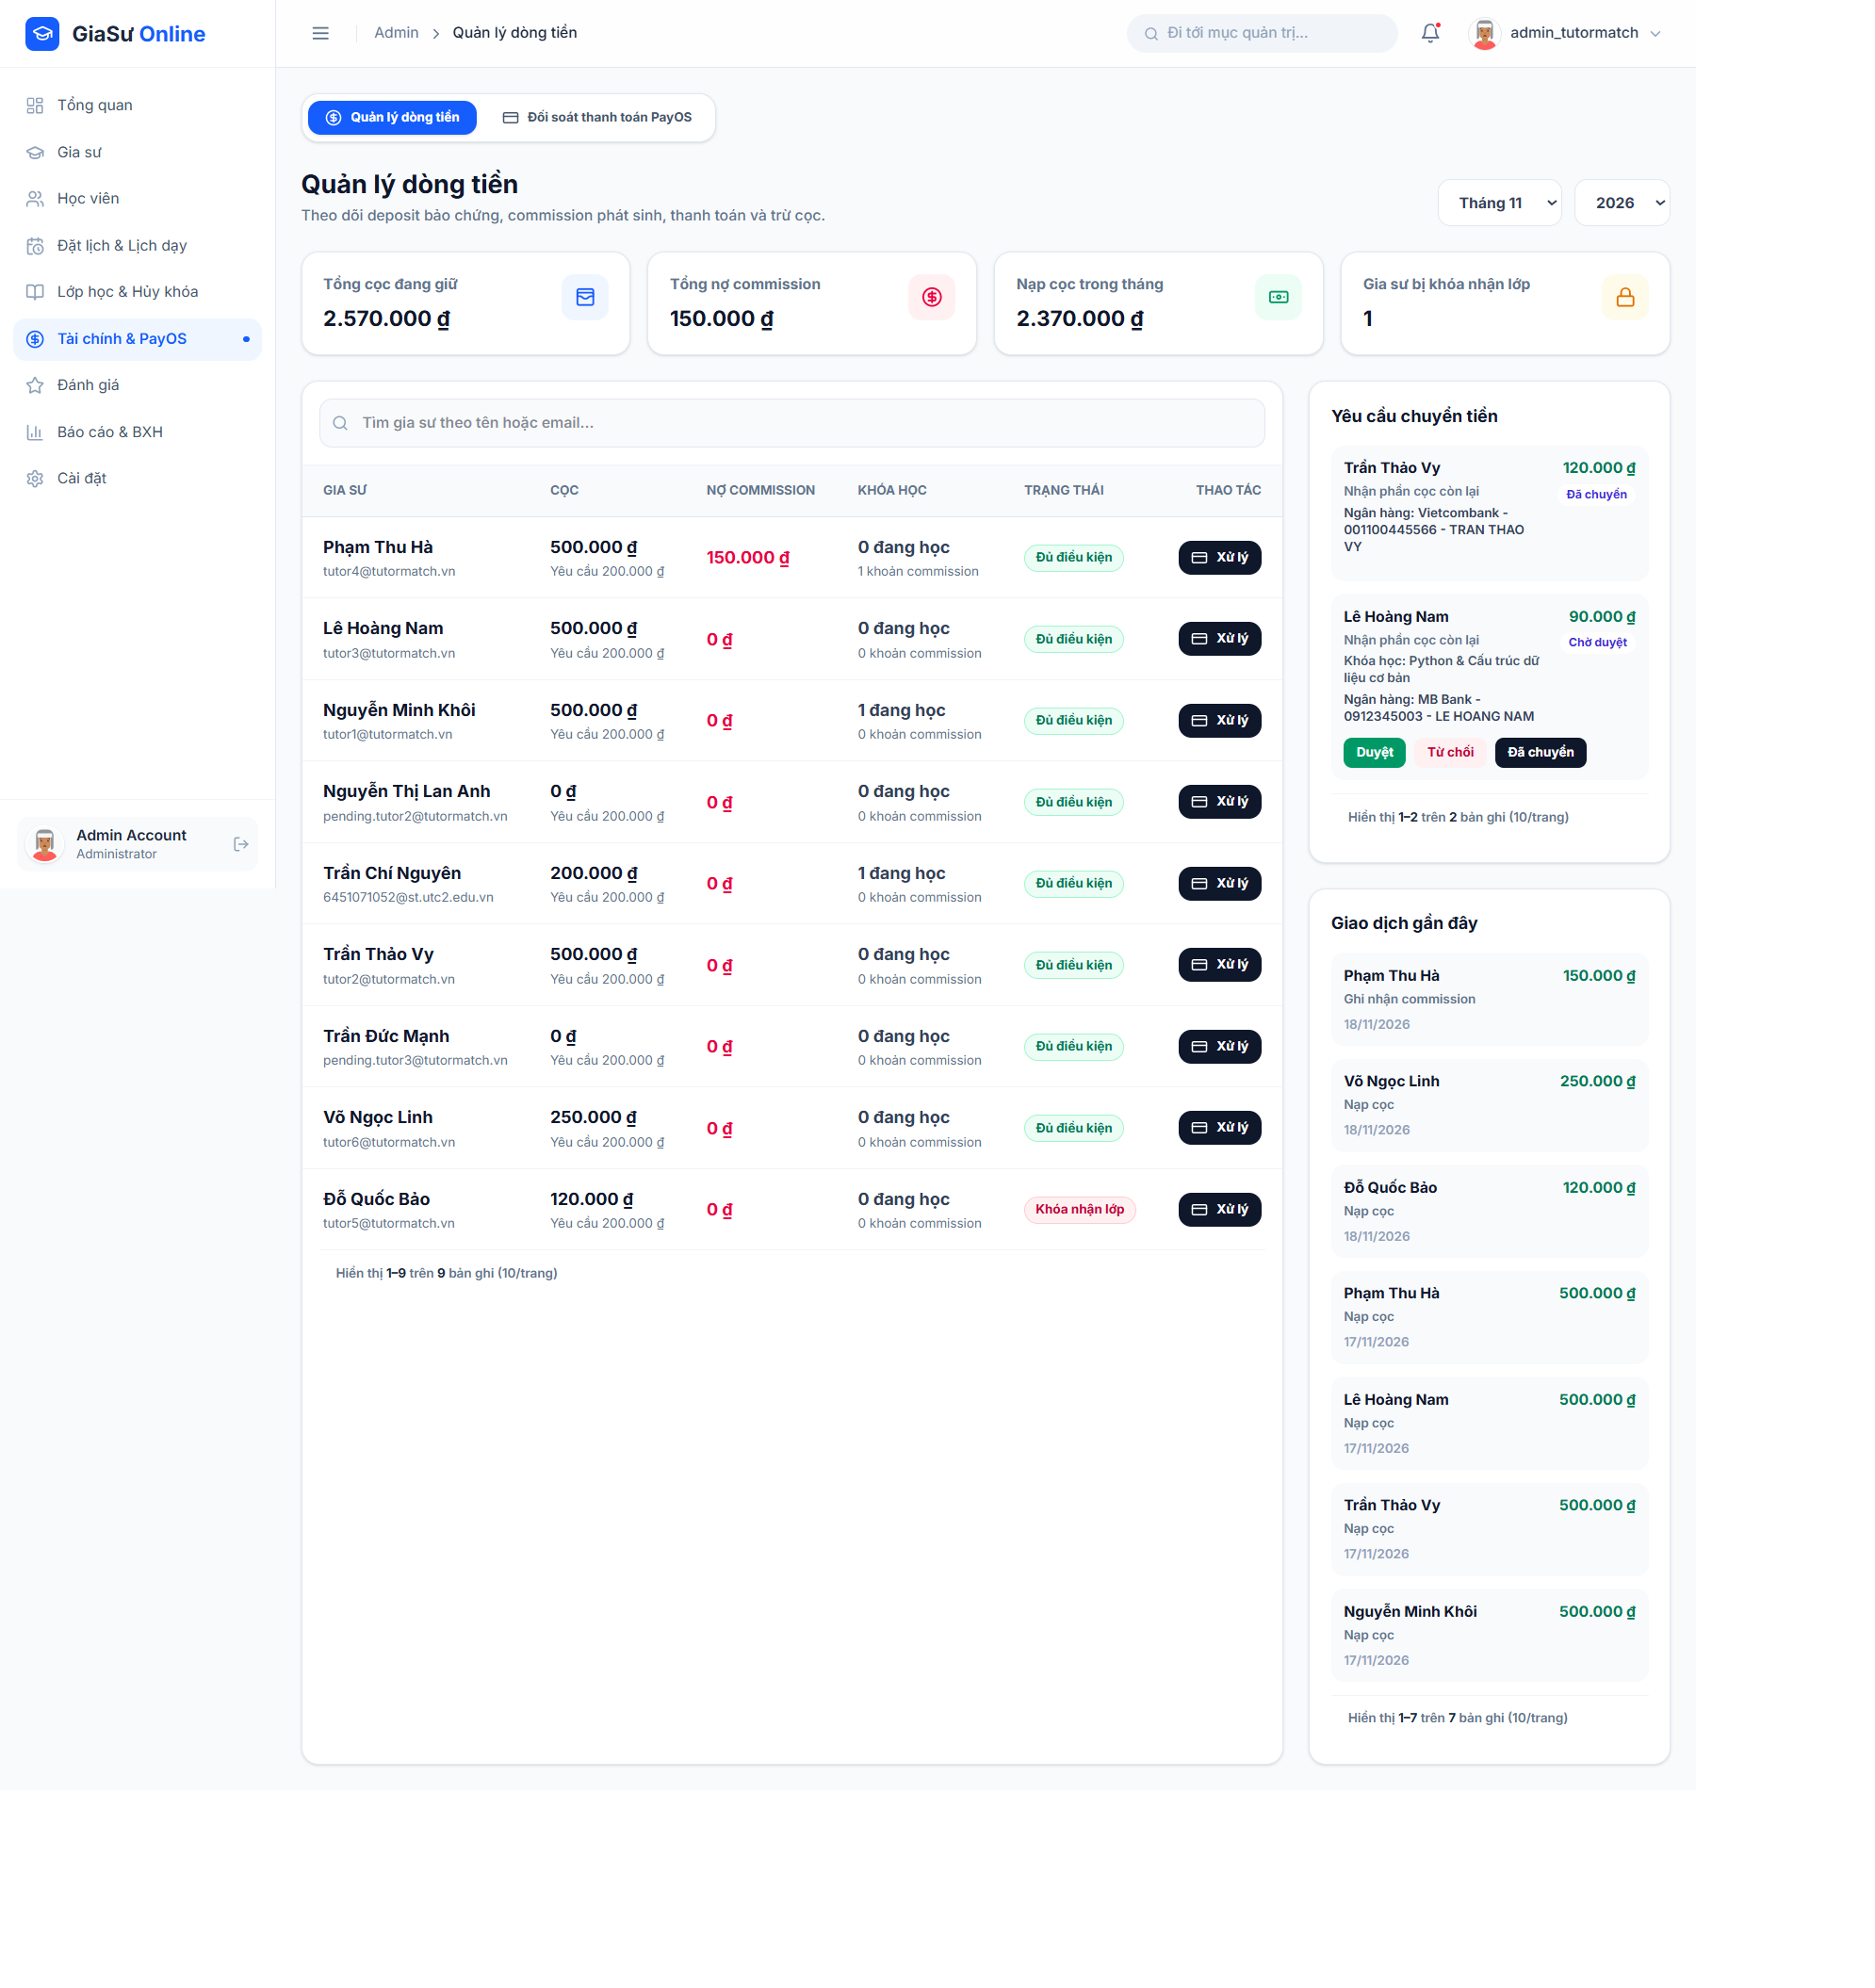 GiaSư Online
Tổng quan
Gia sư
Học viên
Đặt lịch & Lịch dạy
Lớp học & Hủy khóa
Tài chính & PayOS
Đánh giá
Báo cáo & BXH
Cài đặt
Admin Account
Administrator
Admin > Quản lý dòng tiền
Đi tới mục quản trị...
admin_tutormatch
Quản lý dòng tiền
Đối soát thanh toán PayOS
Quản lý dòng tiền
Theo dõi deposit bảo chứng, commission phát sinh, thanh toán và trừ cọc.
Tháng 11
2026
Tổng cọc đang giữ
2.570.000 ₫
Tổng nợ commission
150.000 ₫
Nạp cọc trong tháng
2.370.000 ₫
Gia sư bị khóa nhận lớp
1
Tìm gia sư theo tên hoặc email...
GIA SƯ CỌC NỢ COMMISSION KHÓA HỌC TRẠNG THÁI THAO TÁC
Phạm Thu Hà 500.000 ₫ 150.000 ₫ 0 đang học Đủ điều kiện Xử lý
tutor4@tutormatch.vn Yêu cầu 200.000 ₫ 1 khoản commission
Lê Hoàng Nam 500.000 ₫ 0 ₫ 0 đang học Đủ điều kiện Xử lý
tutor3@tutormatch.vn Yêu cầu 200.000 ₫ 0 khoản commission
Nguyễn Minh Khôi 500.000 ₫ 0 ₫ 1 đang học Đủ điều kiện Xử lý
tutor1@tutormatch.vn Yêu cầu 200.000 ₫ 0 khoản commission
Nguyễn Thị Lan Anh 0 ₫ 0 ₫ 0 đang học Đủ điều kiện Xử lý
pending.tutor2@tutormatch.vn Yêu cầu 200.000 ₫ 0 khoản commission
Trần Chí Nguyên 200.000 ₫ 0 ₫ 1 đang học Đủ điều kiện Xử lý
6451071052@st.utc2.edu.vn Yêu cầu 200.000 ₫ 0 khoản commission
Trần Thảo Vy 500.000 ₫ 0 ₫ 0 đang học Đủ điều kiện Xử lý
tutor2@tutormatch.vn Yêu cầu 200.000 ₫ 0 khoản commission
Trần Đức Mạnh 0 ₫ 0 ₫ 0 đang học Đủ điều kiện Xử lý
pending.tutor3@tutormatch.vn Yêu cầu 200.000 ₫ 0 khoản commission
Võ Ngọc Linh 250.000 ₫ 0 ₫ 0 đang học Đủ điều kiện Xử lý
tutor6@tutormatch.vn Yêu cầu 200.000 ₫ 0 khoản commission
Đỗ Quốc Bảo 120.000 ₫ 0 ₫ 0 đang học Khóa nhận lớp Xử lý
tutor5@tutormatch.vn Yêu cầu 200.000 ₫ 0 khoản commission
Hiển thị 1–9 trên 9 bản ghi (10/trang)
Yêu cầu chuyển tiền
Trần Thảo Vy 120.000 ₫
Nhận phần cọc còn lại Đã chuyển
Ngân hàng: Vietcombank -
001100445566 - TRAN THAO
VY
Lê Hoàng Nam 90.000 ₫
Nhận phần cọc còn lại Chờ duyệt
Khóa học: Python & Cấu trúc dữ
liệu cơ bản
Ngân hàng: MB Bank -
0912345003 - LE HOANG NAM
Duyệt Từ chối Đã chuyển
Hiển thị 1–2 trên 2 bản ghi (10/trang)
Giao dịch gần đây
Phạm Thu Hà 150.000 ₫
Ghi nhận commission
18/11/2026
Võ Ngọc Linh 250.000 ₫
Nạp cọc
18/11/2026
Đỗ Quốc Bảo 120.000 ₫
Nạp cọc
18/11/2026
Phạm Thu Hà 500.000 ₫
Nạp cọc
17/11/2026
Lê Hoàng Nam 500.000 ₫
Nạp cọc
17/11/2026
Trần Thảo Vy 500.000 ₫
Nạp cọc
17/11/2026
Nguyễn Minh Khôi 500.000 ₫
Nạp cọc
17/11/2026
Hiển thị 1–7 trên 7 bản ghi (10/trang)